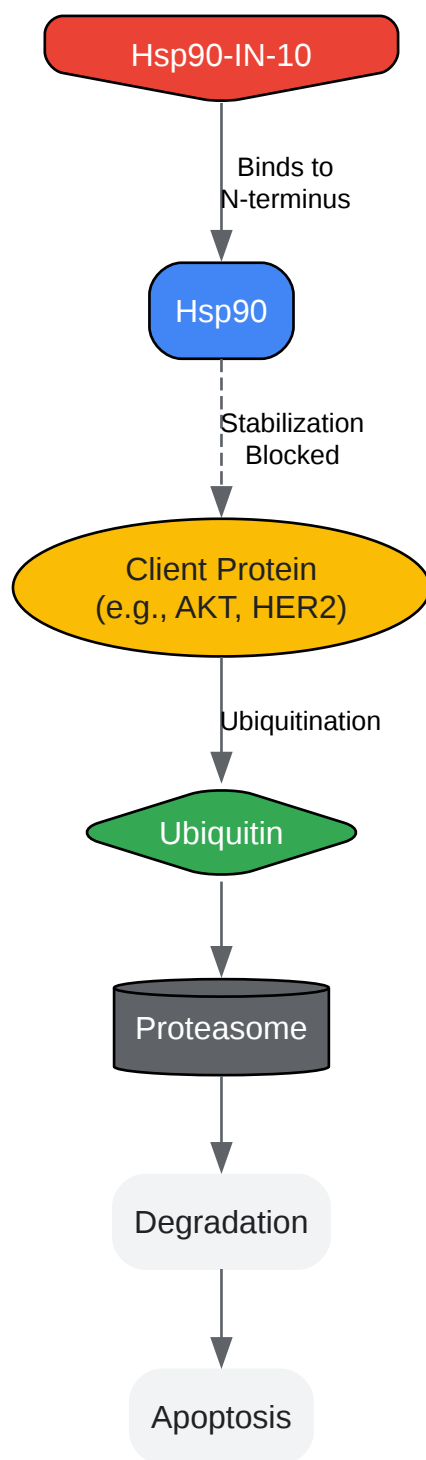 Hsp90-IN-10
Binds to
N-terminus
Hsp90
Stabilization
Blocked
Client Protein
(e.g., AKT, HER2)
Ubiquitination
Ubiquitin
Proteasome
Degradation
Apoptosis